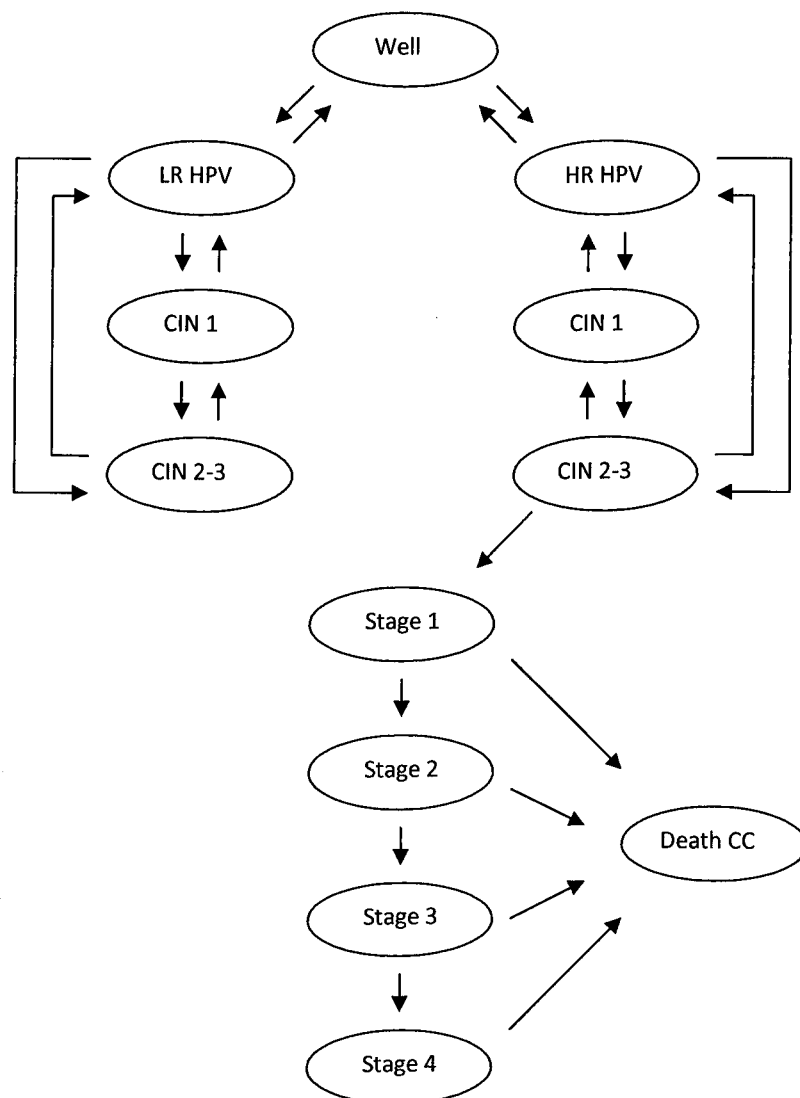 Well
LR HPV
HR HPV
CIN 1
CIN 1
CIN 2-3
CIN 2-3
Stage 1
Stage 2
Death CC
Stage 3
Stage 4